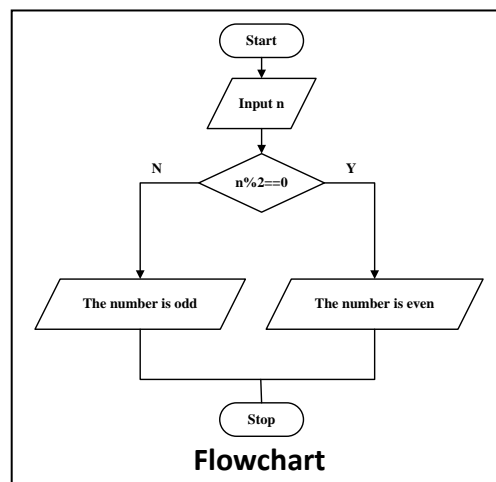 Start
Input n
N
Y
n%2==0
The number is odd
The number is even
Stop
Flowchart